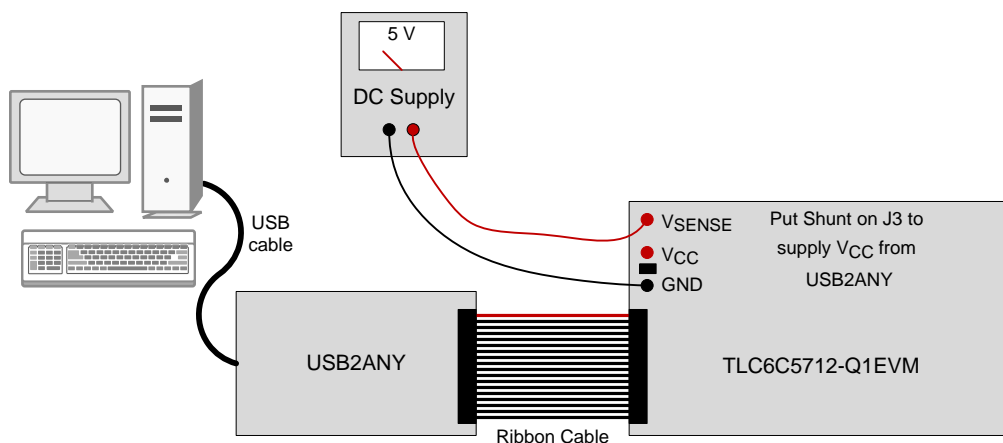 5 V
DC Supply
USB
cable
VSENSE
VCC
GND
Put Shunt on J3 to
supply VCC from
USB2ANY
USB2ANY
TLC6C5712-Q1EVM
Ribbon Cable